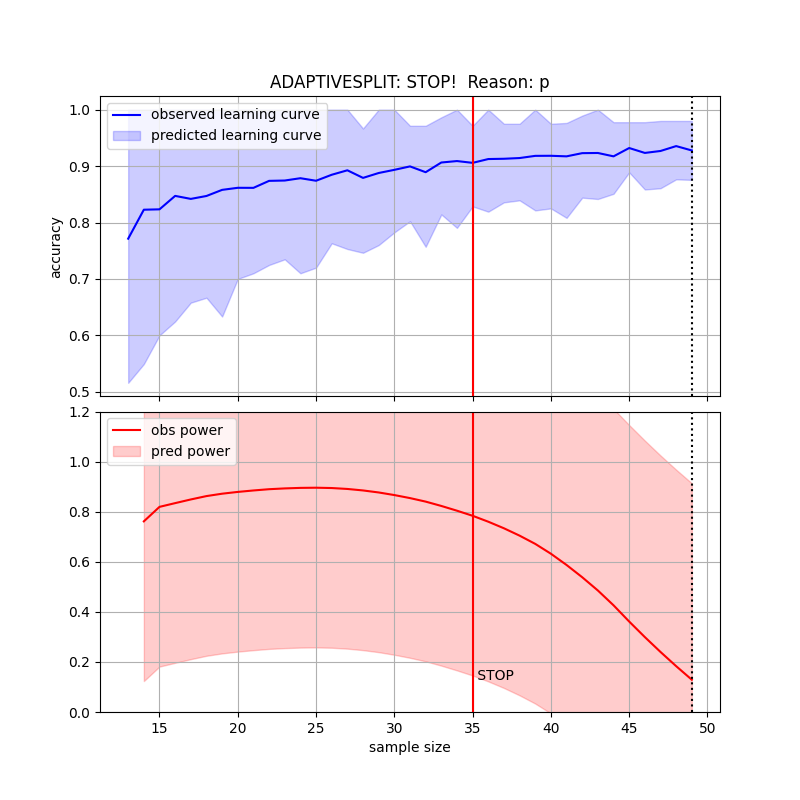 ADAPTIVESPLIT: STOP!  Reason: p
observed learning curve
predicted learning curve
1.0
0.9
0.8
0.7
0.6
0.5
accuracy
obs power
pred power
1.2
1.0
0.8
0.6
0.4
0.2
0.0
STOP
15 20 25 30 35 40 45 50
sample size